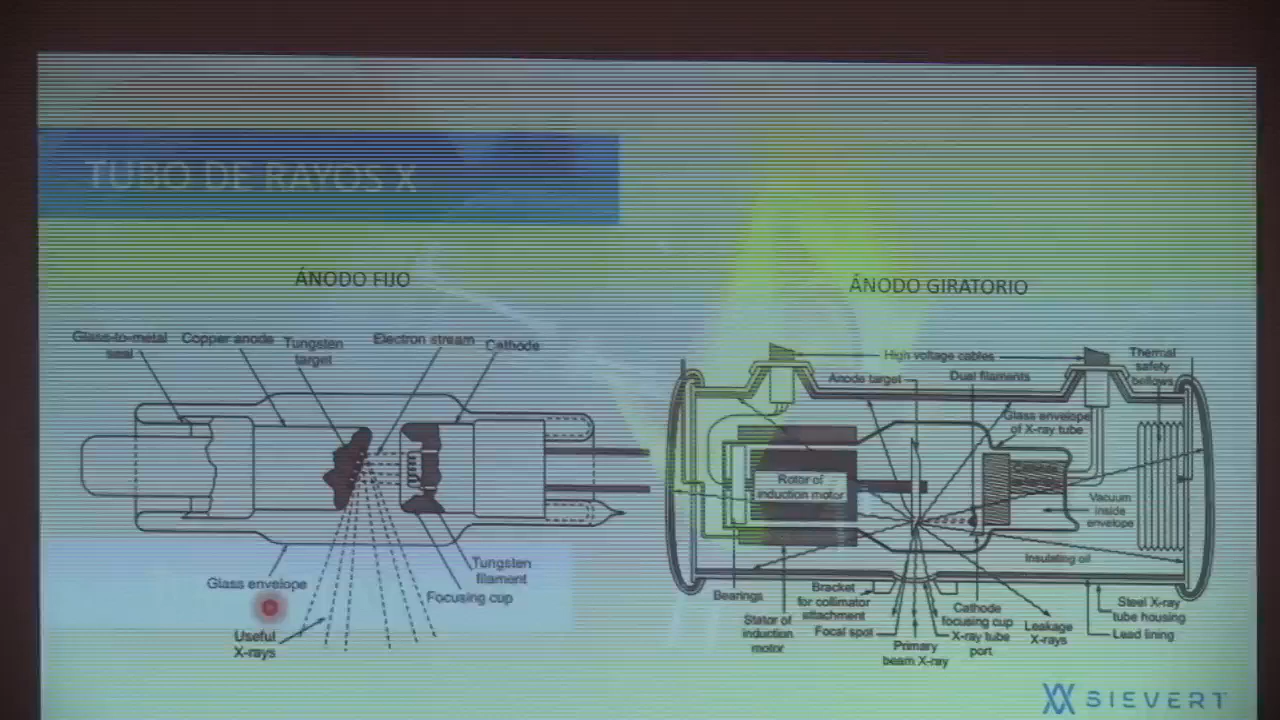 TUBO DE RAYOS X
ÁNODO FIJO
Glass-to-metal
seal
Copper anode
Tungsten
target
Electron stream
Cathode
Glass envelope
Useful
X-rays
Tungsten
filament
Focusing cup
ÁNODO GIRATORIO
High voltage cables
Thermal
safety
bellows
Anode target
Dual filaments
Glass envelope
of X-ray tube
Rotor of
induction motor
Vacuum
inside
envelope
Insulating oil
Bearings
Bracket
for collimator
attachment
Stator of
induction
motor
Focal spot
Primary
beam X-ray
Cathode
focusing cup
X-ray tube
port
Leakage
X-rays
Steel X-ray
tube housing
Lead lining
SIEVERT